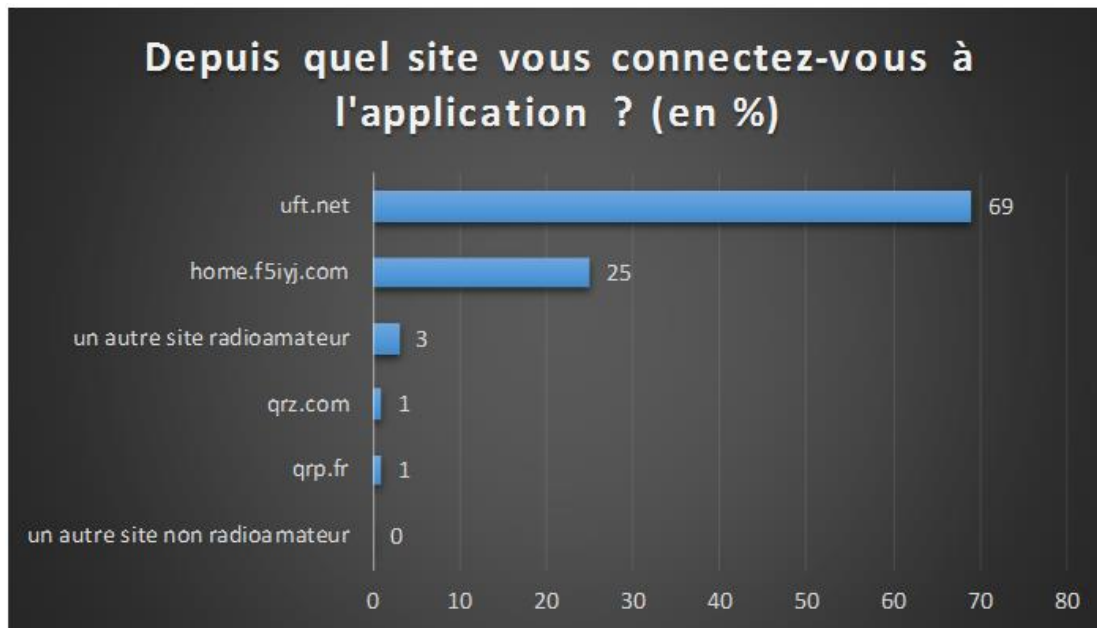 Depuis quel site vous connectez-vous à
l'application ? (en %)
uft.net
69
home.f5iyj.com
25
un autre site radioamateur
3
qrz.com
1
qrp.fr
1
un autre site non radioamateur
0
0 10 20 30 40 50 60 70 80